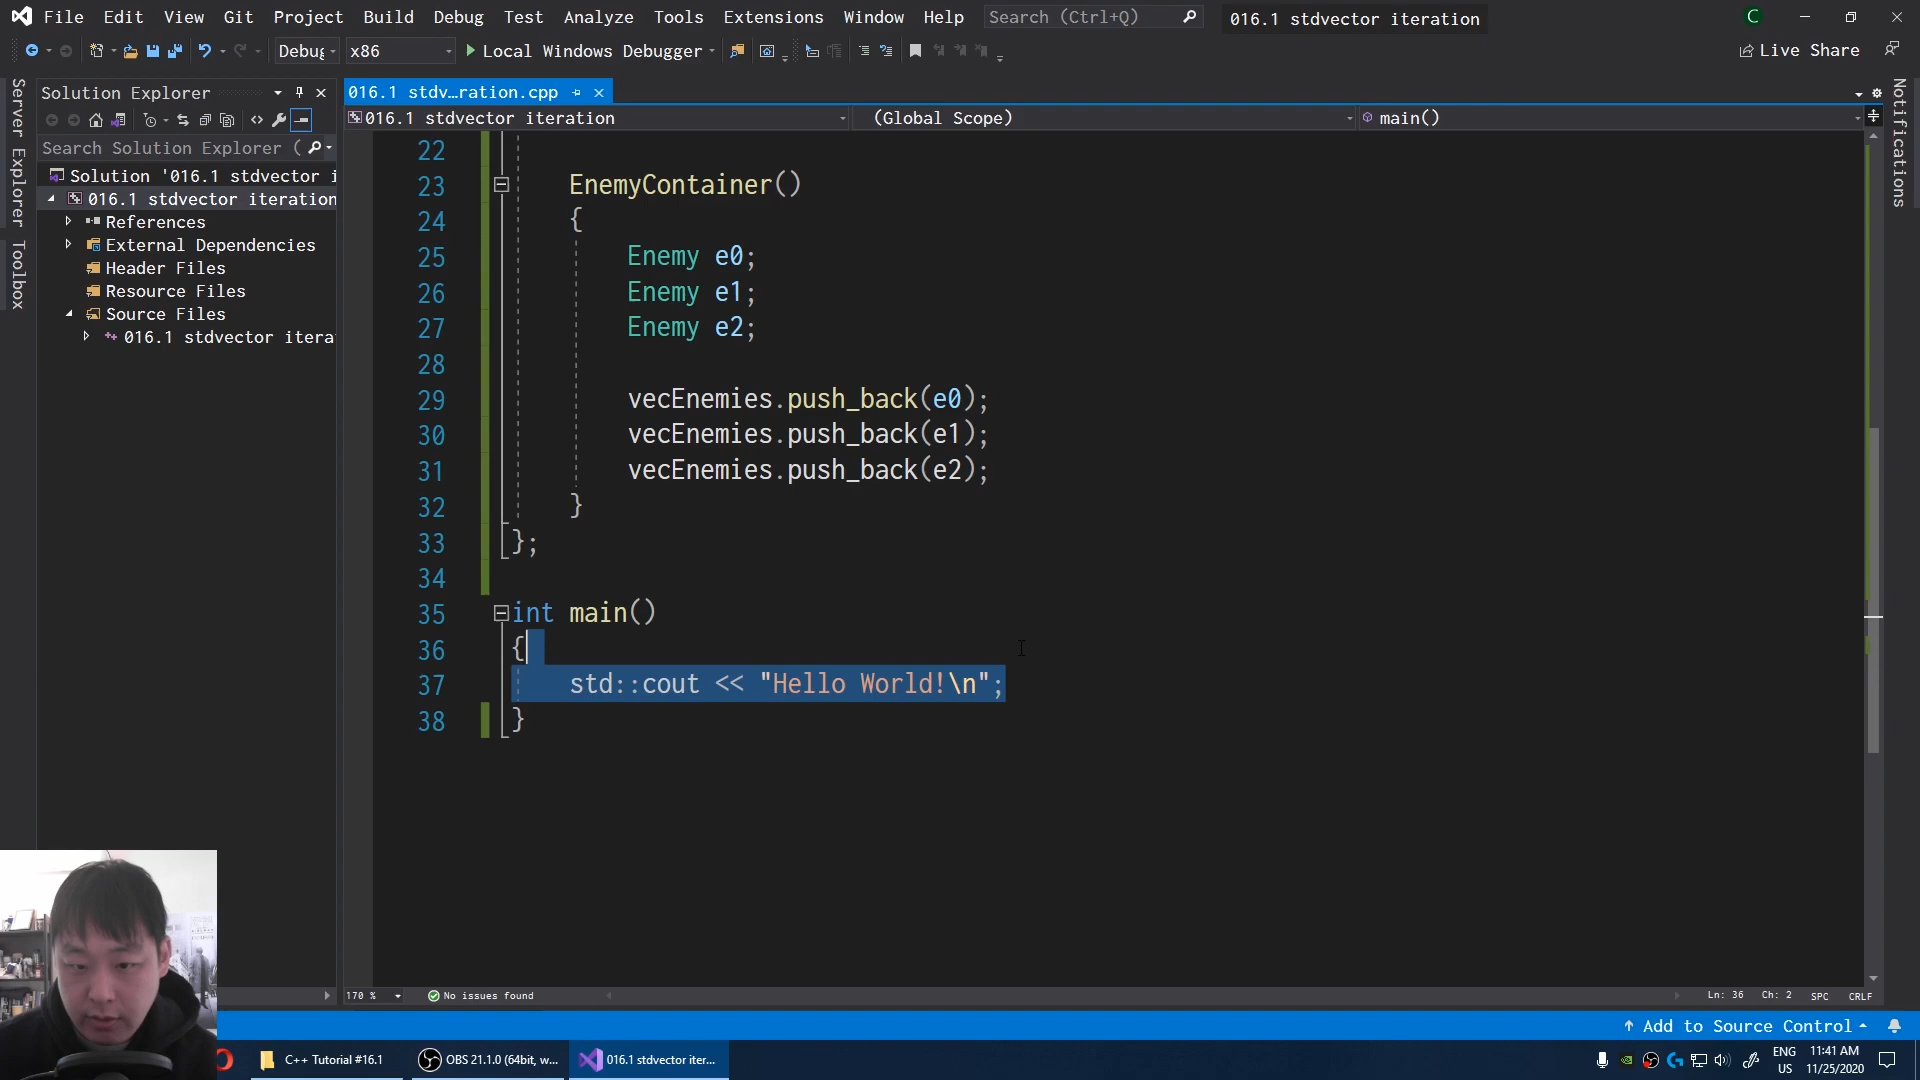 File Edit View Git Project Build Debug Test Analyze Tools Extensions Window Help Search (Ctrl+Q) 016.1 stdvector iteration C
Debug x86 Local Windows Debugger Live Share
Server Explorer
Toolbox
Solution Explorer
Search Solution Explorer (
Solution '016.1 stdvector i
016.1 stdvector iteration
References
External Dependencies
Header Files
Resource Files
Source Files
016.1 stdvector itera
016.1 stdv...ration.cpp
016.1 stdvector iteration (Global Scope) main()
22
23 EnemyContainer()
24 {
25 Enemy e0;
26 Enemy e1;
27 Enemy e2;
28
29 vecEnemies.push_back(e0);
30 vecEnemies.push_back(e1);
31 vecEnemies.push_back(e2);
32 }
33 };
34
35 int main()
36 {
37 std::cout << "Hello World!\n";
38 }
Notifications
170 % No issues found Ln: 36 Ch: 2 SPC CRLF
Add to Source Control
C++ Tutorial #16.1 OBS 21.1.0 (64bit, w... 016.1 stdvector iter... ENG US 11:41 AM 11/25/2020